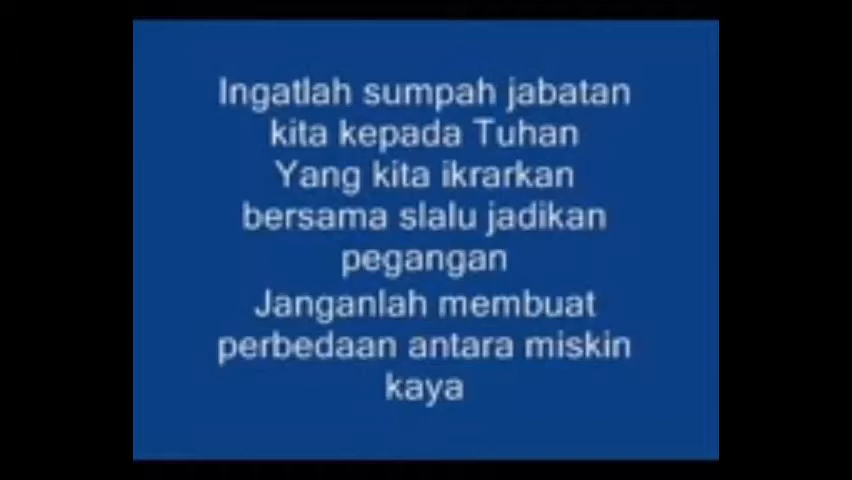 Ingatlah sumpah jabatan
kita kepada Tuhan
Yang kita ikrarkan
bersama slalu jadikan
pegangan
Janganlah membuat
perbedaan antara miskin
kaya